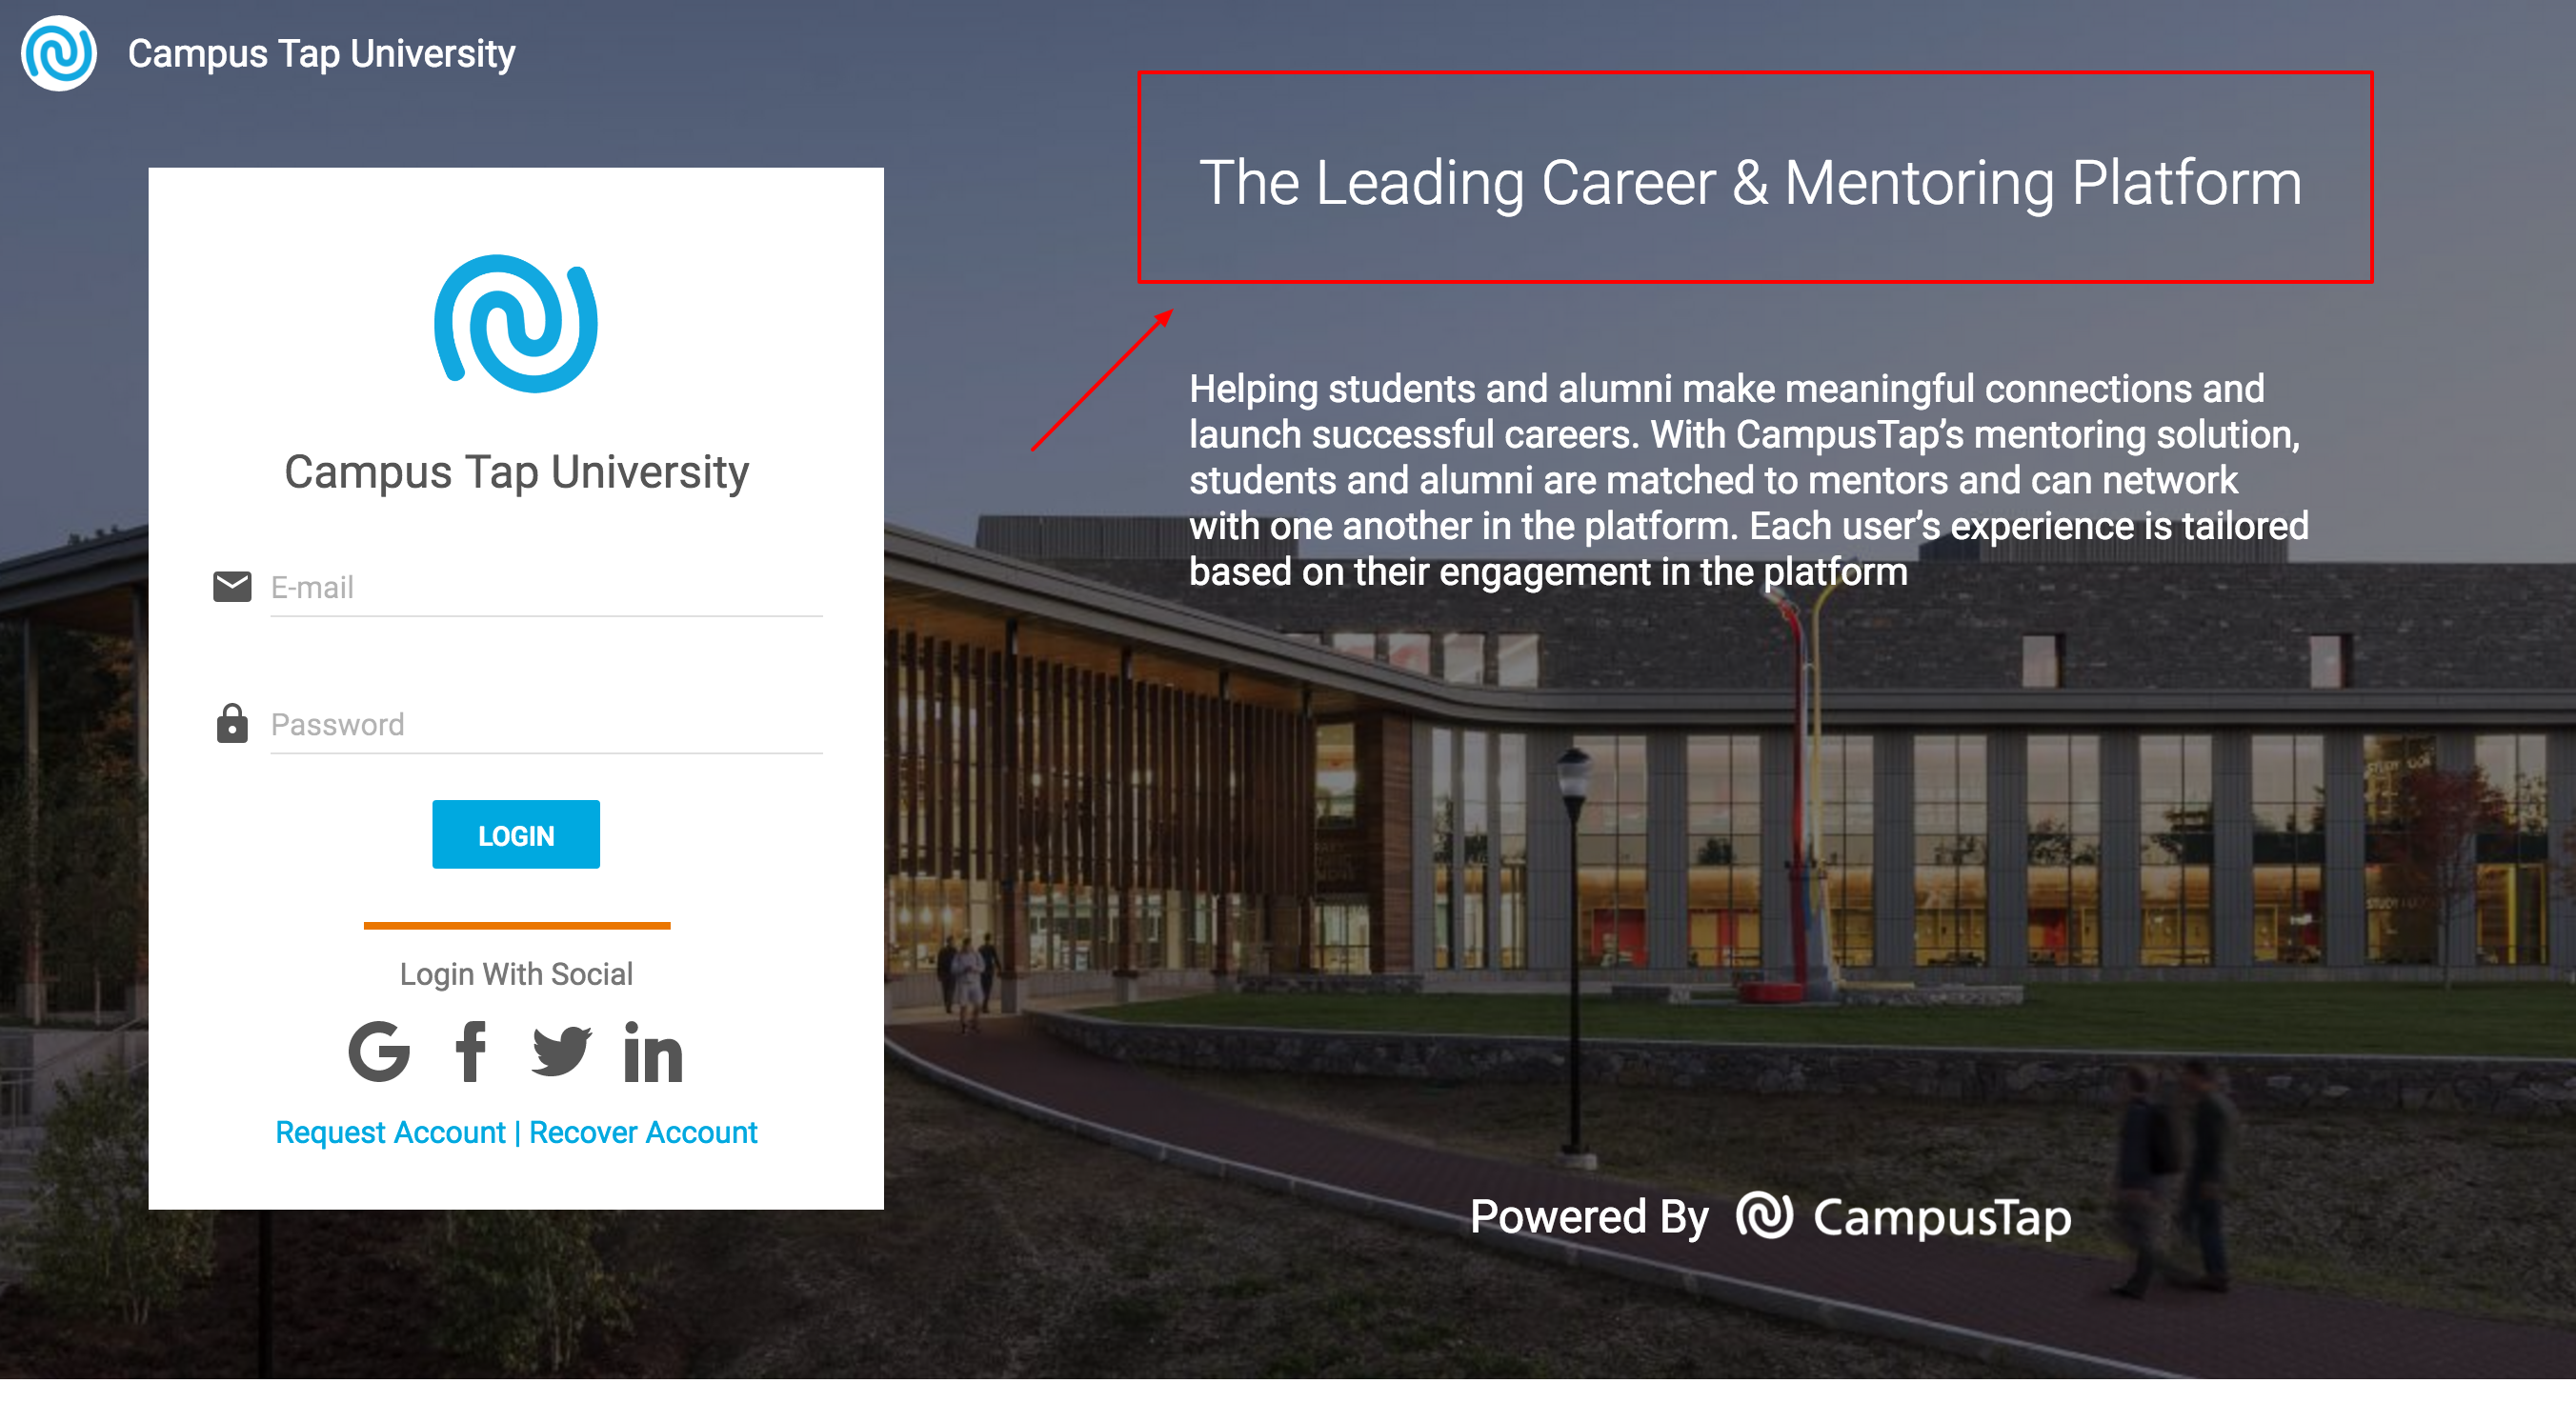 Campus Tap University
The Leading Career & Mentoring Platform
Helping students and alumni make meaningful connections and
launch successful careers. With CampusTap’s mentoring solution,
students and alumni are matched to mentors and can network
with one another in the platform. Each user’s experience is tailored
based on their engagement in the platform
Campus Tap University
E-mail
Password
LOGIN
Login With Social
Request Account | Recover Account
Powered By CampusTap